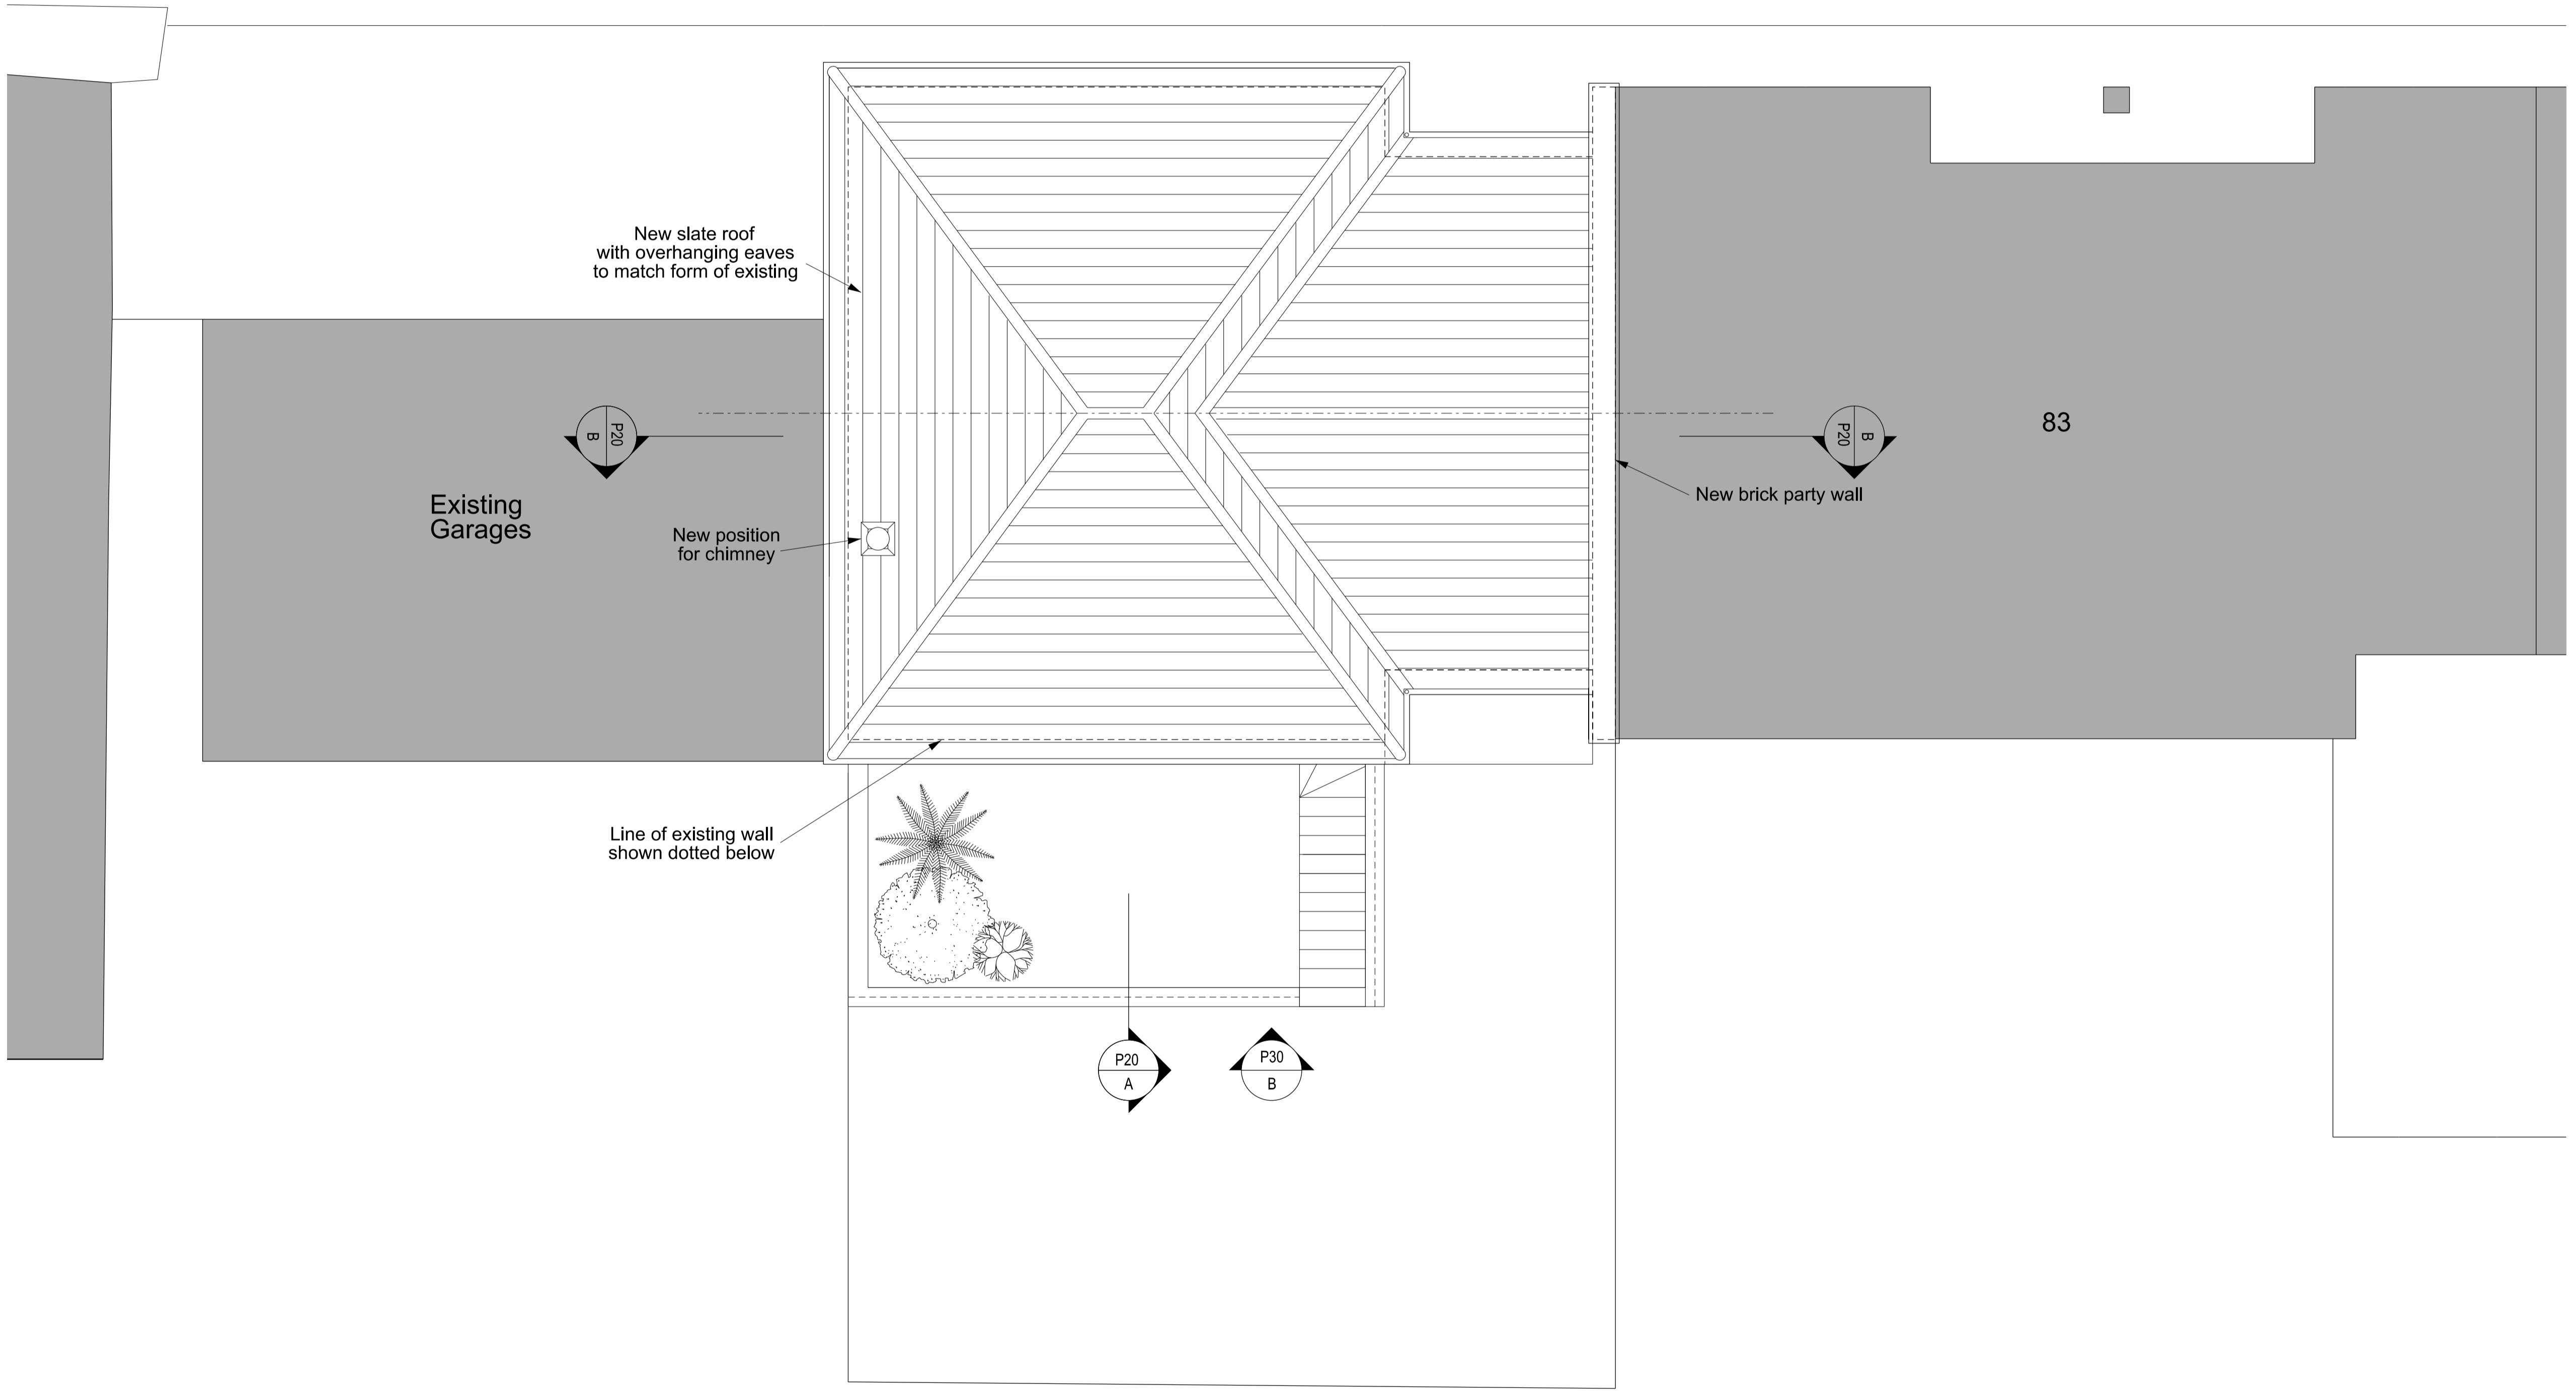 New slate roof
with overhanging eaves
to match form of existing
P20
B
Existing
Garages
New position
for chimney
B
P20
83
New brick party wall
Line of existing wall
shown dotted below
P20
A
P30
B